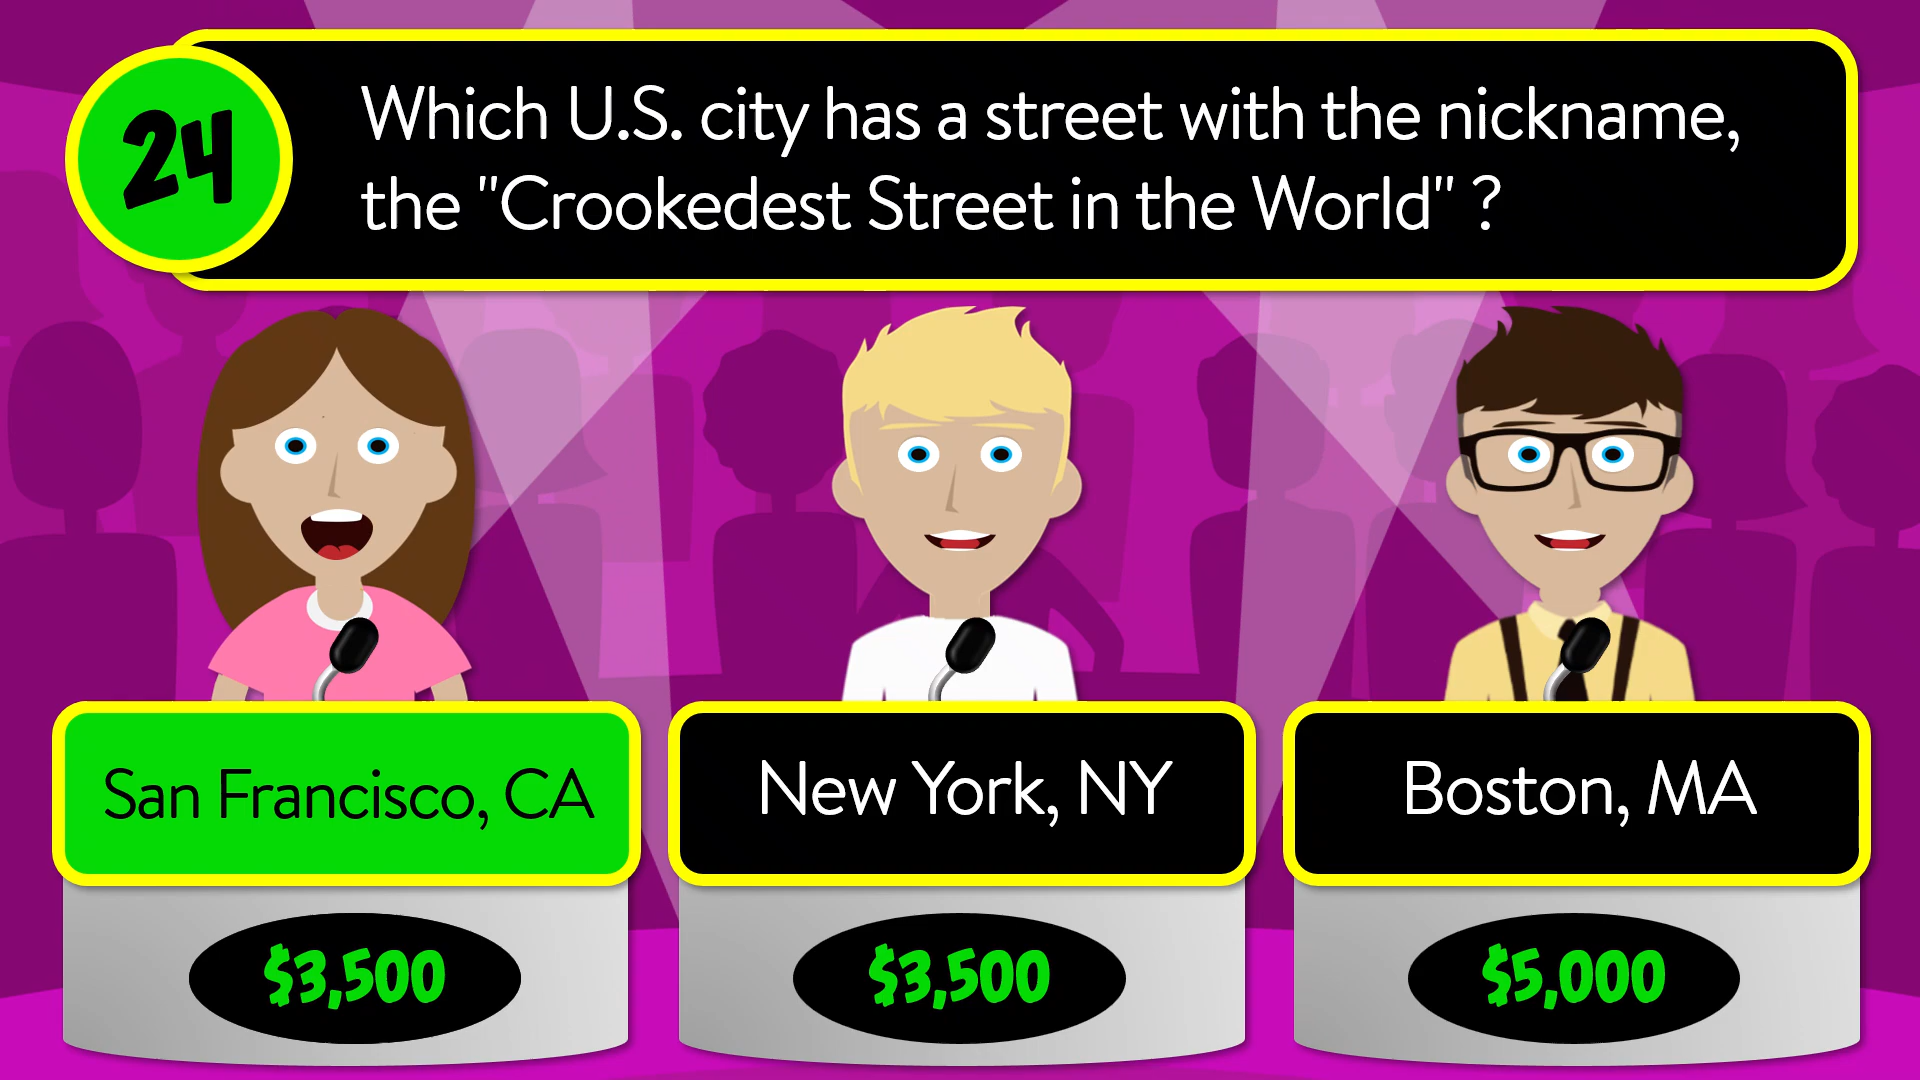 24
Which U.S. city has a street with the nickname,
the "Crookedest Street in the World" ?
San Francisco, CA
New York, NY
Boston, MA
$3,500
$3,500
$5,000